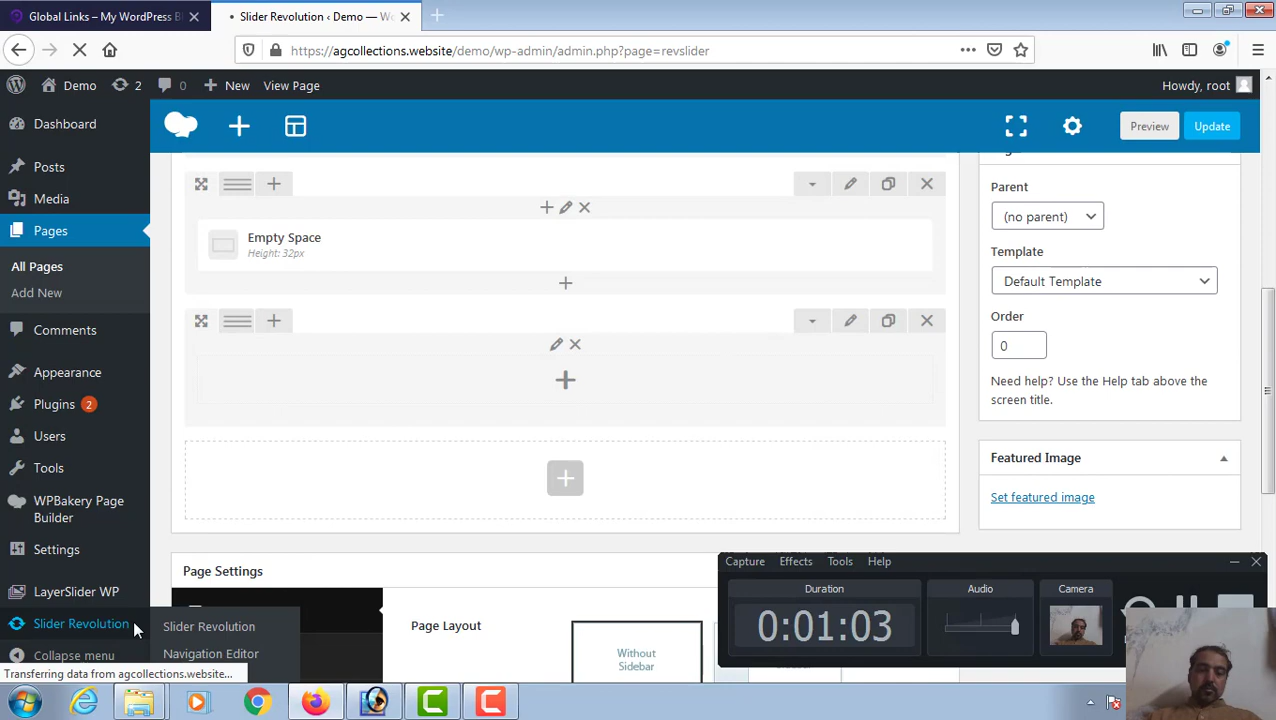 Global Links – My WordPress B
Slider Revolution ‹ Demo — Wo
https://agcollections.website/demo/wp-admin/admin.php?page=revslider
Demo
2
0
New
View Page
Howdy, root
Dashboard
Posts
Media
Pages
All Pages
Add New
Comments
Appearance
Plugins 2
Users
Tools
WPBakery Page
Builder
Settings
LayerSlider WP
Slider Revolution
Collapse menu
Slider Revolution
Navigation Editor
Transferring data from agcollections.website...
Preview
Update
Empty Space
Height: 32px
Page Settings
Page Layout
Without
Sidebar
Parent
(no parent)
Template
Default Template
Order
0
Need help? Use the Help tab above the
screen title.
Featured Image
Set featured image
Capture
Effects
Tools
Help
Duration
0:01:03
Audio
Camera